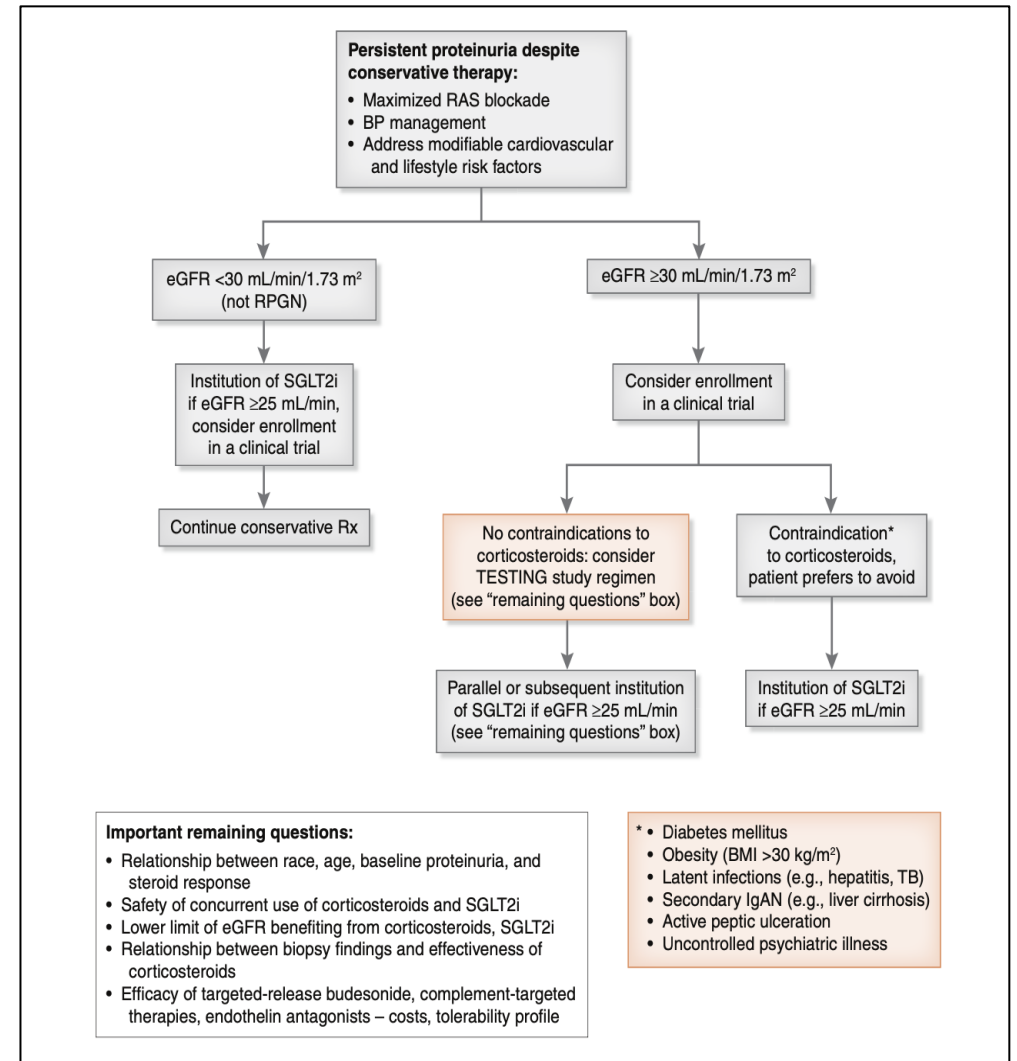 Persistent proteinuria despite
conservative therapy:
• Maximized RAS blockade
• BP management
• Address modifiable cardiovascular
and lifestyle risk factors
eGFR <30 mL/min/1.73 m²
(not RPGN)
eGFR ≥30 mL/min/1.73 m²
Institution of SGLT2i
if eGFR ≥25 mL/min,
consider enrollment
in a clinical trial
Consider enrollment
in a clinical trial
Continue conservative Rx
No contraindications to
corticosteroids: consider
TESTING study regimen
(see “remaining questions” box)
Contraindication*
to corticosteroids,
patient prefers to avoid
Parallel or subsequent institution
of SGLT2i if eGFR ≥25 mL/min
(see “remaining questions” box)
Institution of SGLT2i
if eGFR ≥25 mL/min
Important remaining questions:
• Relationship between race, age, baseline proteinuria, and
steroid response
• Safety of concurrent use of corticosteroids and SGLT2i
• Lower limit of eGFR benefiting from corticosteroids, SGLT2i
• Relationship between biopsy findings and effectiveness of
corticosteroids
• Efficacy of targeted-release budesonide, complement-targeted
therapies, endothelin antagonists – costs, tolerability profile
* • Diabetes mellitus
• Obesity (BMI >30 kg/m²)
• Latent infections (e.g., hepatitis, TB)
• Secondary IgAN (e.g., liver cirrhosis)
• Active peptic ulceration
• Uncontrolled psychiatric illness